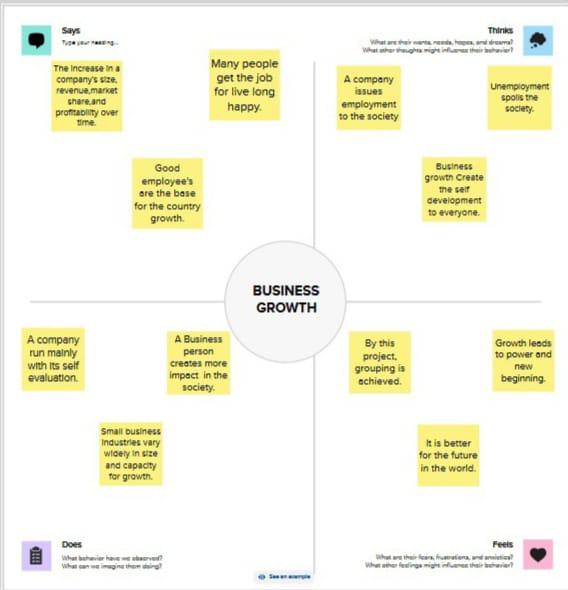 Says
Type your heading...
The increase in a
company's size,
revenue,market
share,and
profitability over
time.
Many people
get the job
for live long
happy.
Good
employee's
are the base
for the country
growth.
Thinks
What are their wants, needs, hopes, and dreams?
What other thoughts might influence their behavior?
A company
issues
employment
to the society
Unemployment
spoils the
society.
Business
growth Create
the self
development
to everyone.
BUSINESS
GROWTH
A company
run mainly
with its self
evaluation.
A Business
person
creates more
impact in the
society.
Small business
industries vary
widely in size
and capacity
for growth.
Does
What behavior have we observed?
What can we imagine them doing?
By this
project,
grouping is
achieved.
Growth leads
to power and
new
beginning.
It is better
for the future
in the world.
Feels
What are their fears, frustrations, and anxieties?
What other feelings might influence their behavior?
See an example